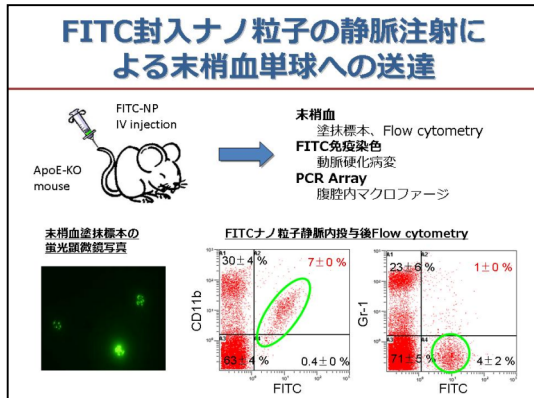 FITC封入ナノ粒子の静脈注射に
よる末梢血単球への送達
FITC-NP
IV injection
ApoE-KO
mouse
末梢血
塗抹標本、Flow cytometry
FITC免疫染色
動脈硬化病変
PCR Array
腹腔内マクロファージ
末梢血塗抹標本の
蛍光顕微鏡写真
FITCナノ粒子静脈内投与後Flow cytometry
R1
R2
30±4 %
7±0 %
CD11b
63±4 %
R4
0.4±0 %
FITC
R1
R2
23±6 %
1±0 %
Gr-1
71±5 %
R4
4±2 %
FITC